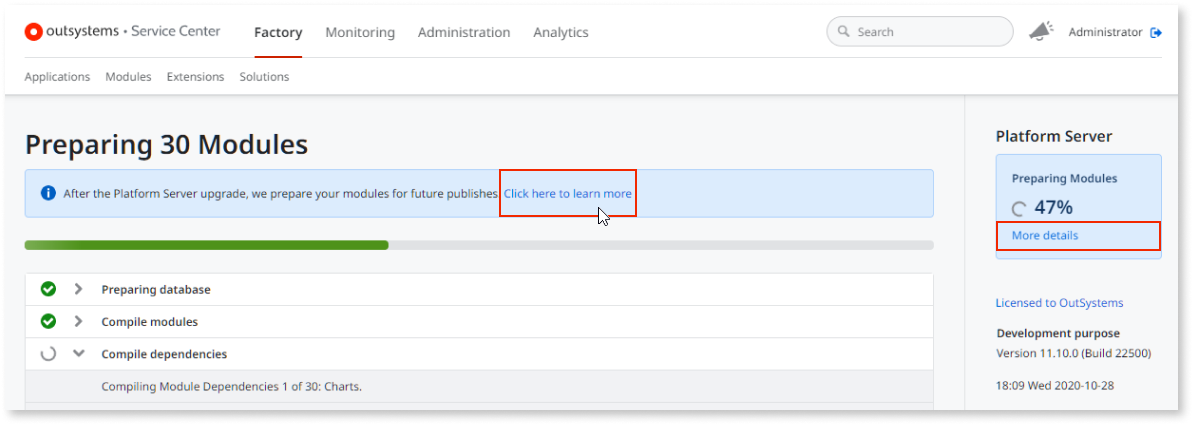 outsystems • Service Center
Factory
Monitoring
Administration
Analytics
Search
Administrator
Applications
Modules
Extensions
Solutions
Preparing 30 Modules
After the Platform Server upgrade, we prepare your modules for future publishes. Click here to learn more
Preparing database
Compile modules
Compile dependencies
Compiling Module Dependencies 1 of 30: Charts.
Platform Server
Preparing Modules
47%
More details
Licensed to OutSystems
Development purpose
Version 11.10.0 (Build 22500)
18:09 Wed 2020-10-28